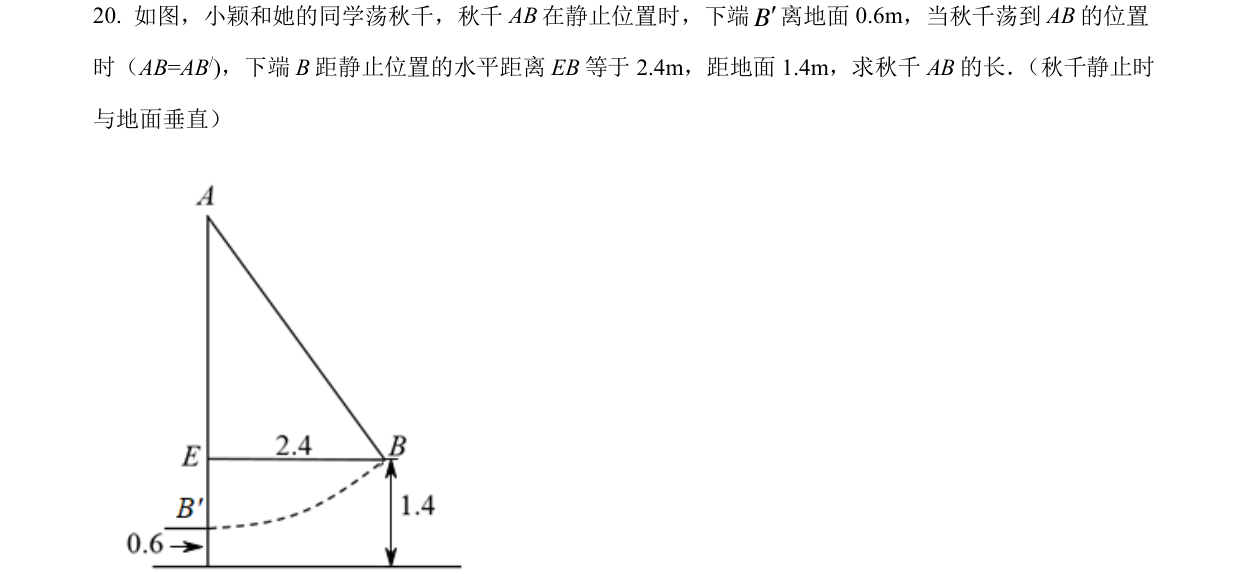 20. 如图，小颖和她的同学荡秋千，秋千 AB 在静止位置时，下端 B′ 离地面 0.6m，当秋千荡到 AB 的位置
时（AB=AB/)，下端 B 距静止位置的水平距离 EB 等于 2.4m，距地面 1.4m，求秋千 AB 的长．（秋千静止时
与地面垂直）
A
E
2.4
B
B′
1.4
0.6